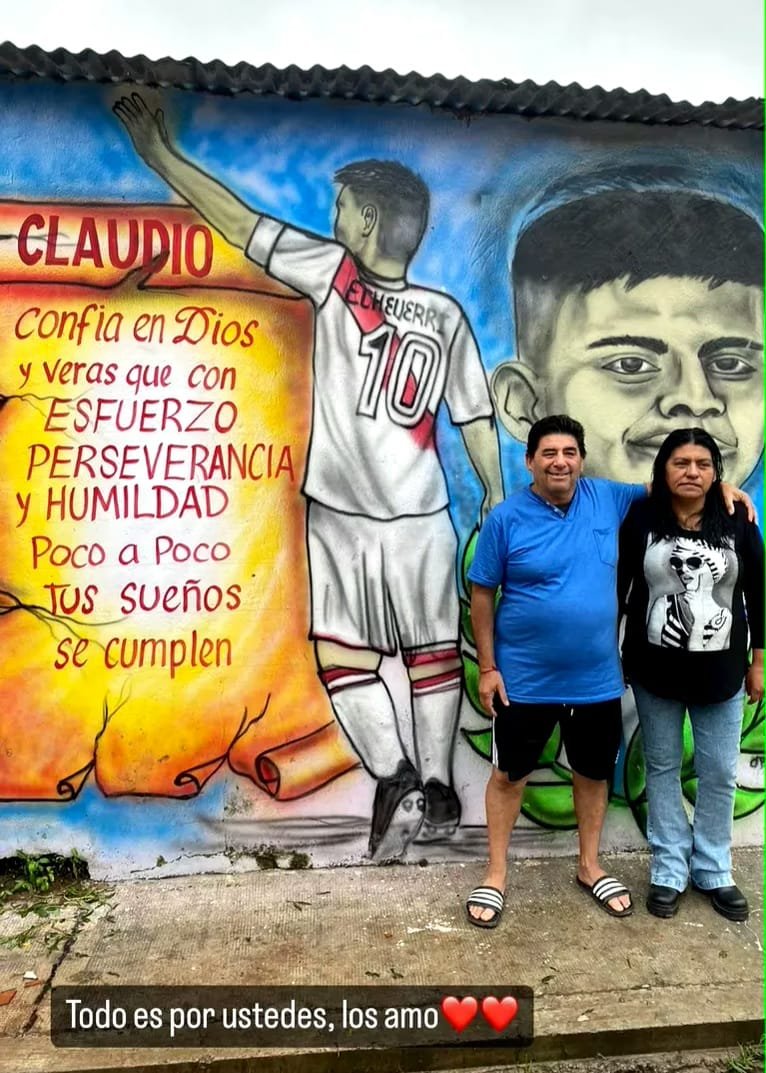 CLAUDIO
confia en Dios
y veras que con
ESFUERZO
PERSEVERANCIA
y HUMILDAD
Poco a Poco
Tus sueños
se cumplen
ECHEVERRI
10
Todo es por ustedes, los amo❤️❤️